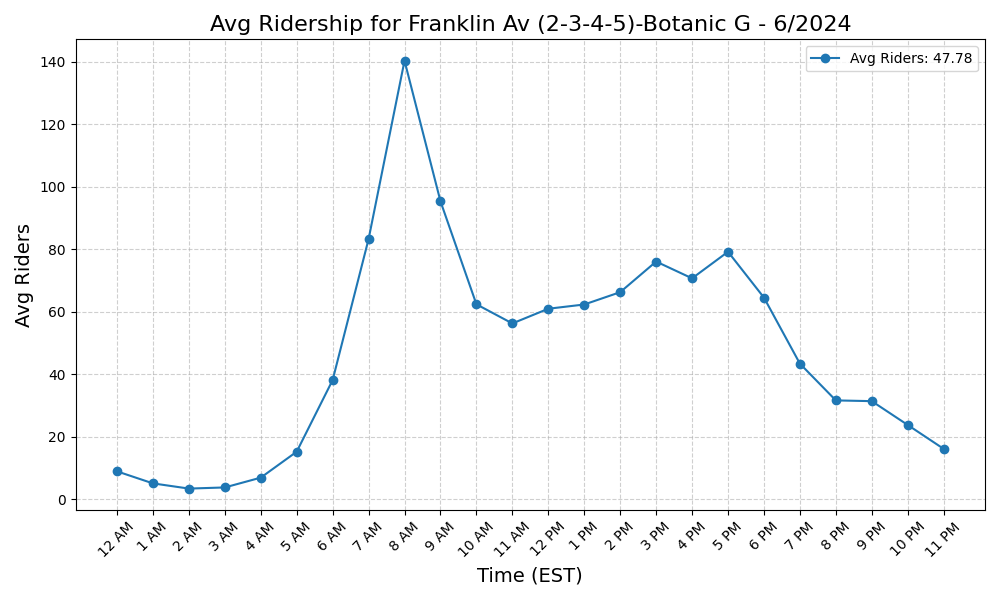 Avg Ridership for Franklin Av (2-3-4-5)-Botanic G - 6/2024
Avg Riders: 47.78
Avg Riders
140
120
100
80
60
40
20
0
12 AM
1 AM
2 AM
3 AM
4 AM
5 AM
6 AM
7 AM
8 AM
9 AM
10 AM
11 AM
12 PM
1 PM
2 PM
3 PM
4 PM
5 PM
6 PM
7 PM
8 PM
9 PM
10 PM
11 PM
Time (EST)